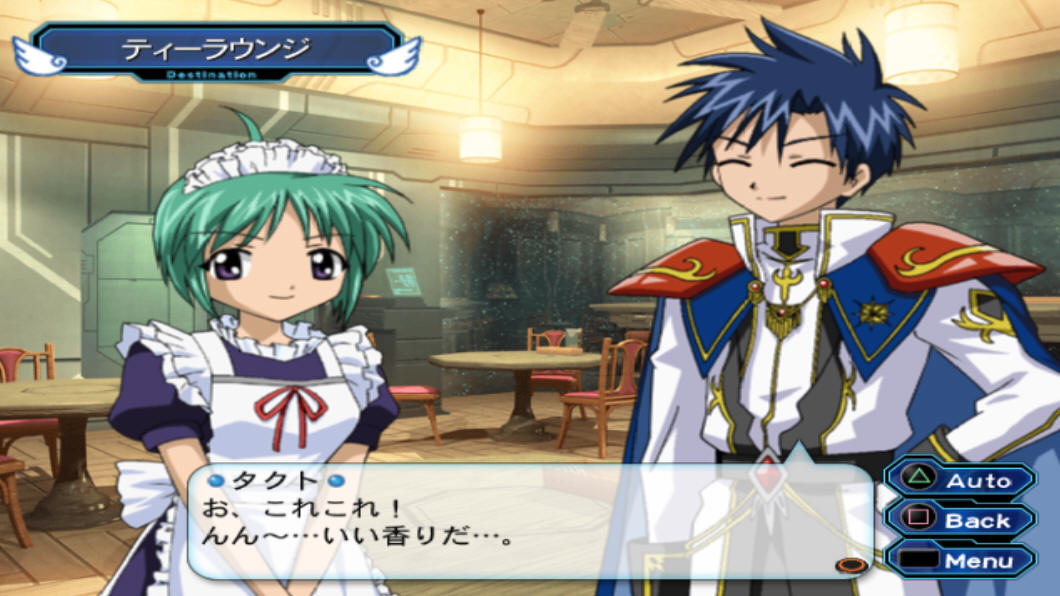 ティーラウンジ
Destination
タクト
お、これこれ！
んん～…いい香りだ…。
Auto
Back
Menu